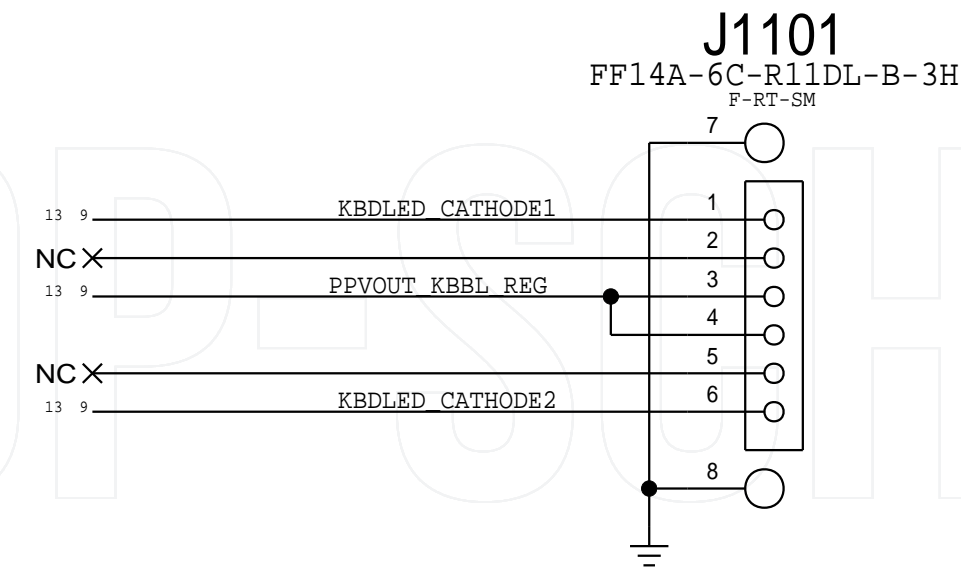 J1101
FF14A-6C-R11DL-B-3H
F-RT-SM
7
13 9 KBDLED_CATHODE1 1
NC 2
13 9 PPVOUT_KBBL_REG 3
4
NC 5
13 9 KBDLED_CATHODE2 6
8